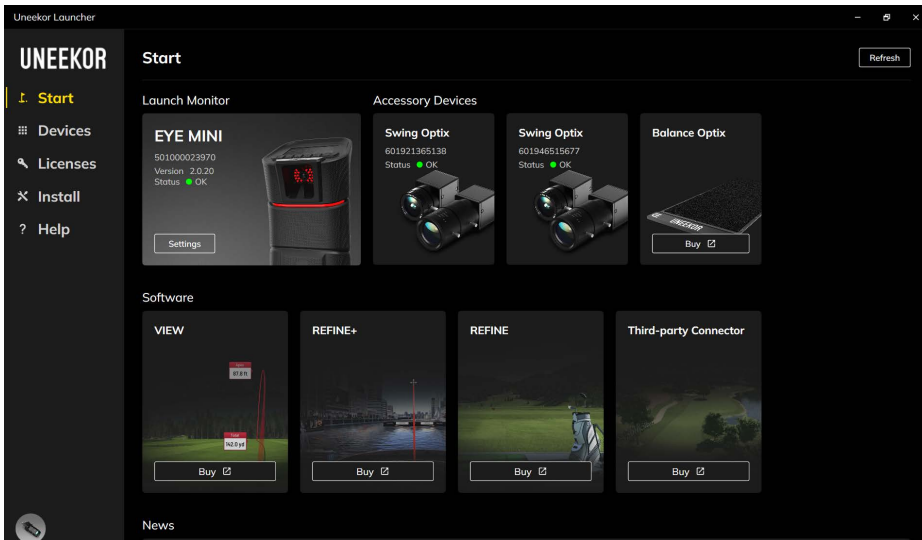 Uneekor Launcher
UNEEKOR
Start
Refresh
Start
Devices
Licenses
Install
? Help
Launch Monitor
Accessory Devices
EYE MINI
501000023970
Version 2.0.20
Status OK
Settings
Swing Optix
601921365138
Status OK
Swing Optix
601946515677
Status OK
Balance Optix
UNEEKOR
Buy
Software
VIEW
87.8 ft
Total
142.0 yd
Buy
REFINE+
Buy
REFINE
Buy
Third-party Connector
Buy
News